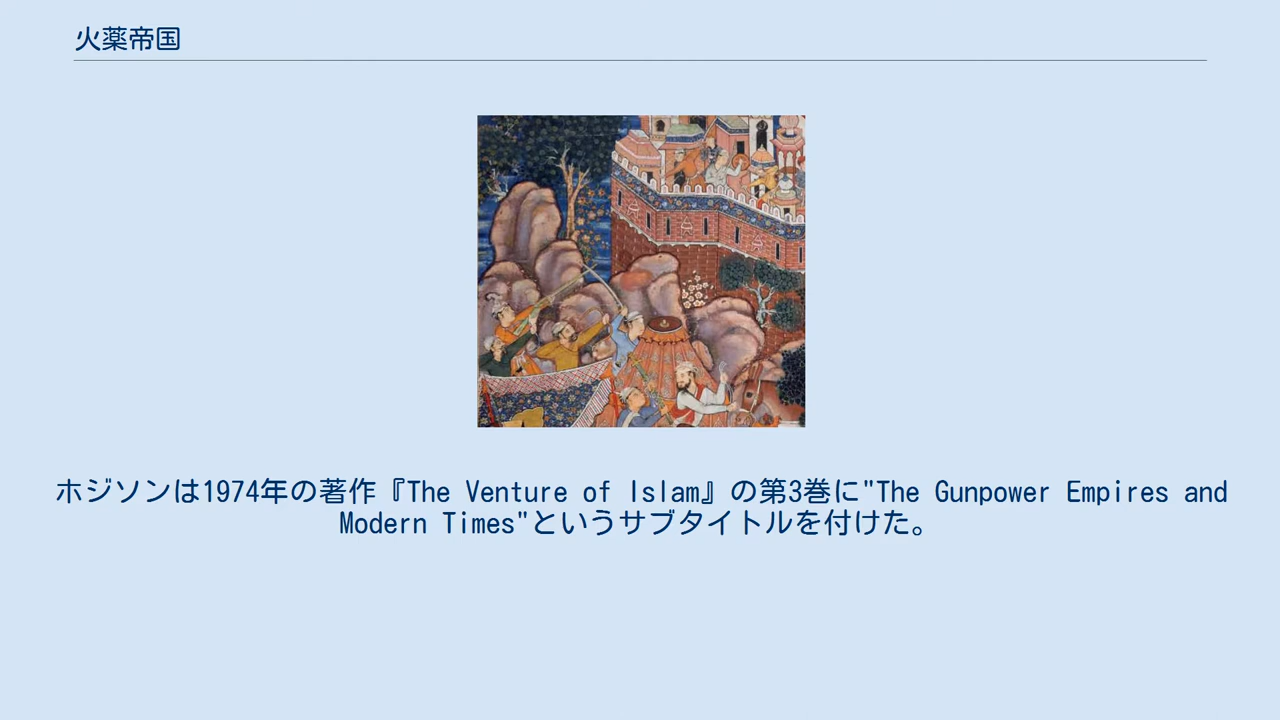 火薬帝国
ホジソンは1974年の著作『The Venture of Islam』の第3巻に"The Gunpower Empires and
Modern Times"というサブタイトルを付けた。